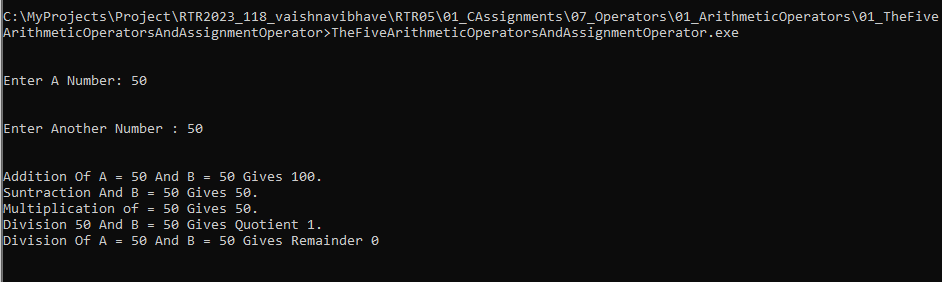 C:\MyProjects\Project\RTR2023_118_vaishnavibhave\RTR05\01_CAssignments\07_Operators\01_ArithmeticOperators\01_TheFive
ArithmeticOperatorsAndAssignmentOperator>TheFiveArithmeticOperatorsAndAssignmentOperator.exe
Enter A Number: 50
Enter Another Number : 50
Addition Of A = 50 And B = 50 Gives 100.
Suntraction And B = 50 Gives 50.
Multiplication of = 50 Gives 50.
Division 50 And B = 50 Gives Quotient 1.
Division Of A = 50 And B = 50 Gives Remainder 0